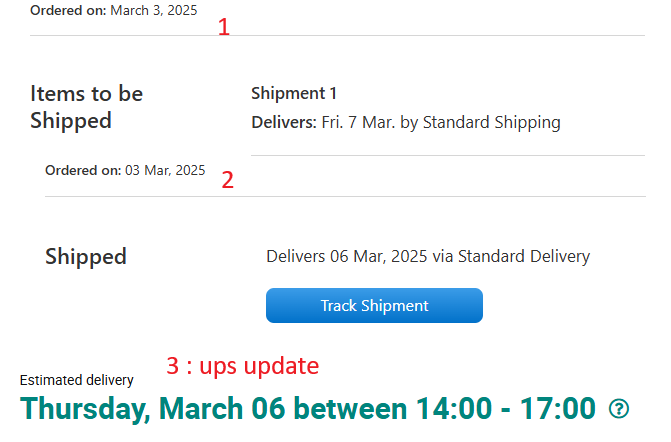 Ordered on: March 3, 2025
1
Items to be
Shipped
Shipment 1
Delivers: Fri. 7 Mar. by Standard Shipping
Ordered on: 03 Mar, 2025
2
Shipped
Delivers 06 Mar, 2025 via Standard Delivery
Track Shipment
3 : ups update
Estimated delivery
Thursday, March 06 between 14:00 - 17:00 ?